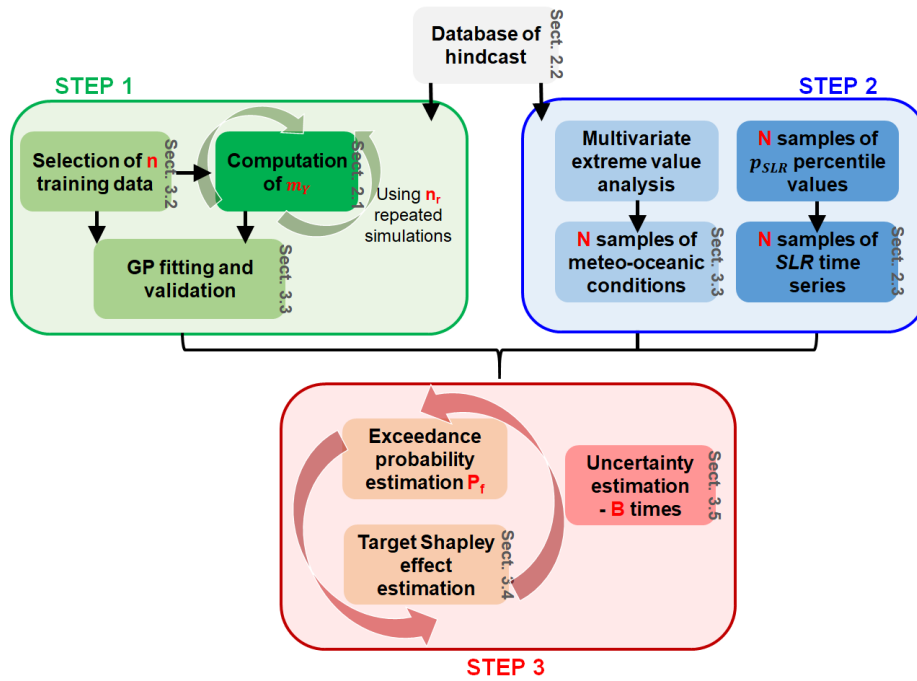 Database of
hindcast
Sect. 2.2
STEP 1
STEP 2
Selection of n
training data
Sect. 3.2
Computation
of m_Y
Sect. 2.1
Using n_r
repeated
simulations
GP fitting and
validation
Sect. 3.3
Multivariate
extreme value
analysis
N samples of
p_SLR percentile
values
N samples of
meteo-oceanic
conditions
Sect. 3.3
N samples of
SLR time
series
Sect. 2.3
Exceedance
probability
estimation P_f
Target Shapley
effect
estimation
Sect. 3.4
Uncertainty
estimation
- B times
Sect. 3.5
STEP 3